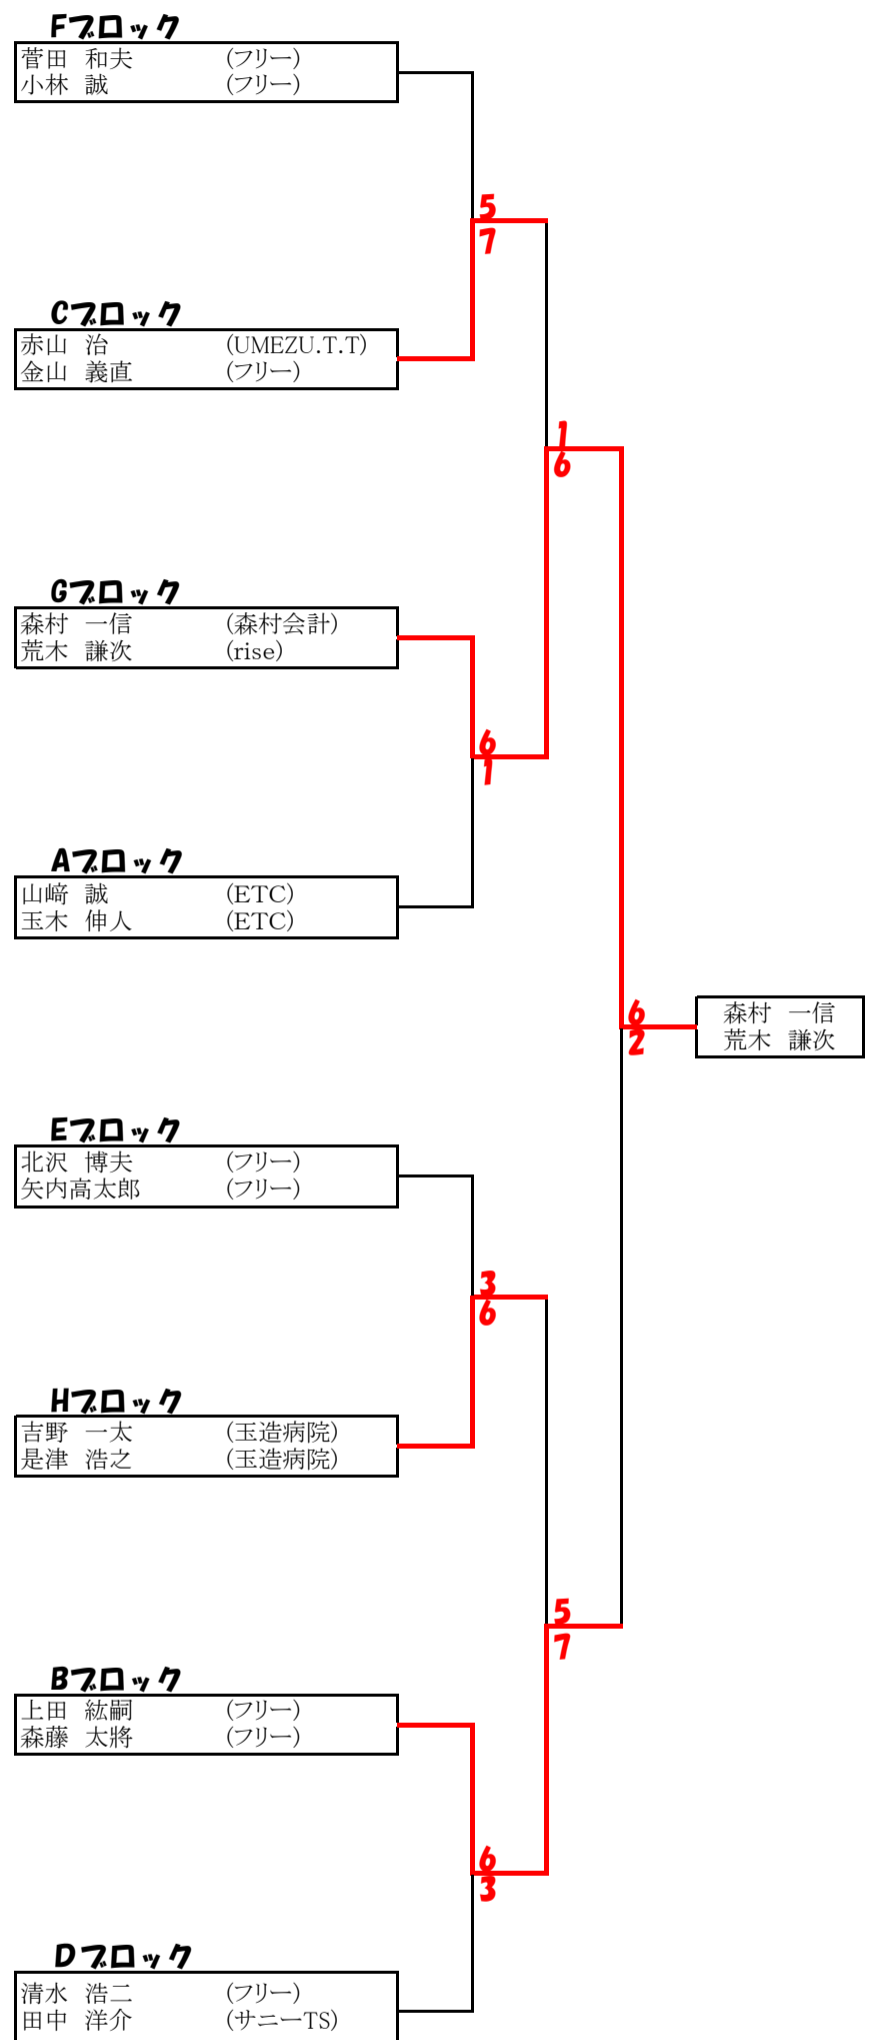 Fブロック
菅田 和夫 (フリー)
小林 誠 (フリー)
5
7
Cブロック
赤山 治 (UMEZU.T.T)
金山 義直 (フリー)
1
6
Gブロック
森村 一信 (森村会計)
荒木 謙次 (rise)
6
1
Aブロック
山﨑 誠 (ETC)
玉木 伸人 (ETC)
6
2
森村 一信
荒木 謙次
Eブロック
北沢 博夫 (フリー)
矢内高太郎 (フリー)
3
6
Hブロック
吉野 一太 (玉造病院)
是津 浩之 (玉造病院)
5
7
Bブロック
上田 紘嗣 (フリー)
森藤 太將 (フリー)
6
3
Dブロック
清水 浩二 (フリー)
田中 洋介 (サニーTS)